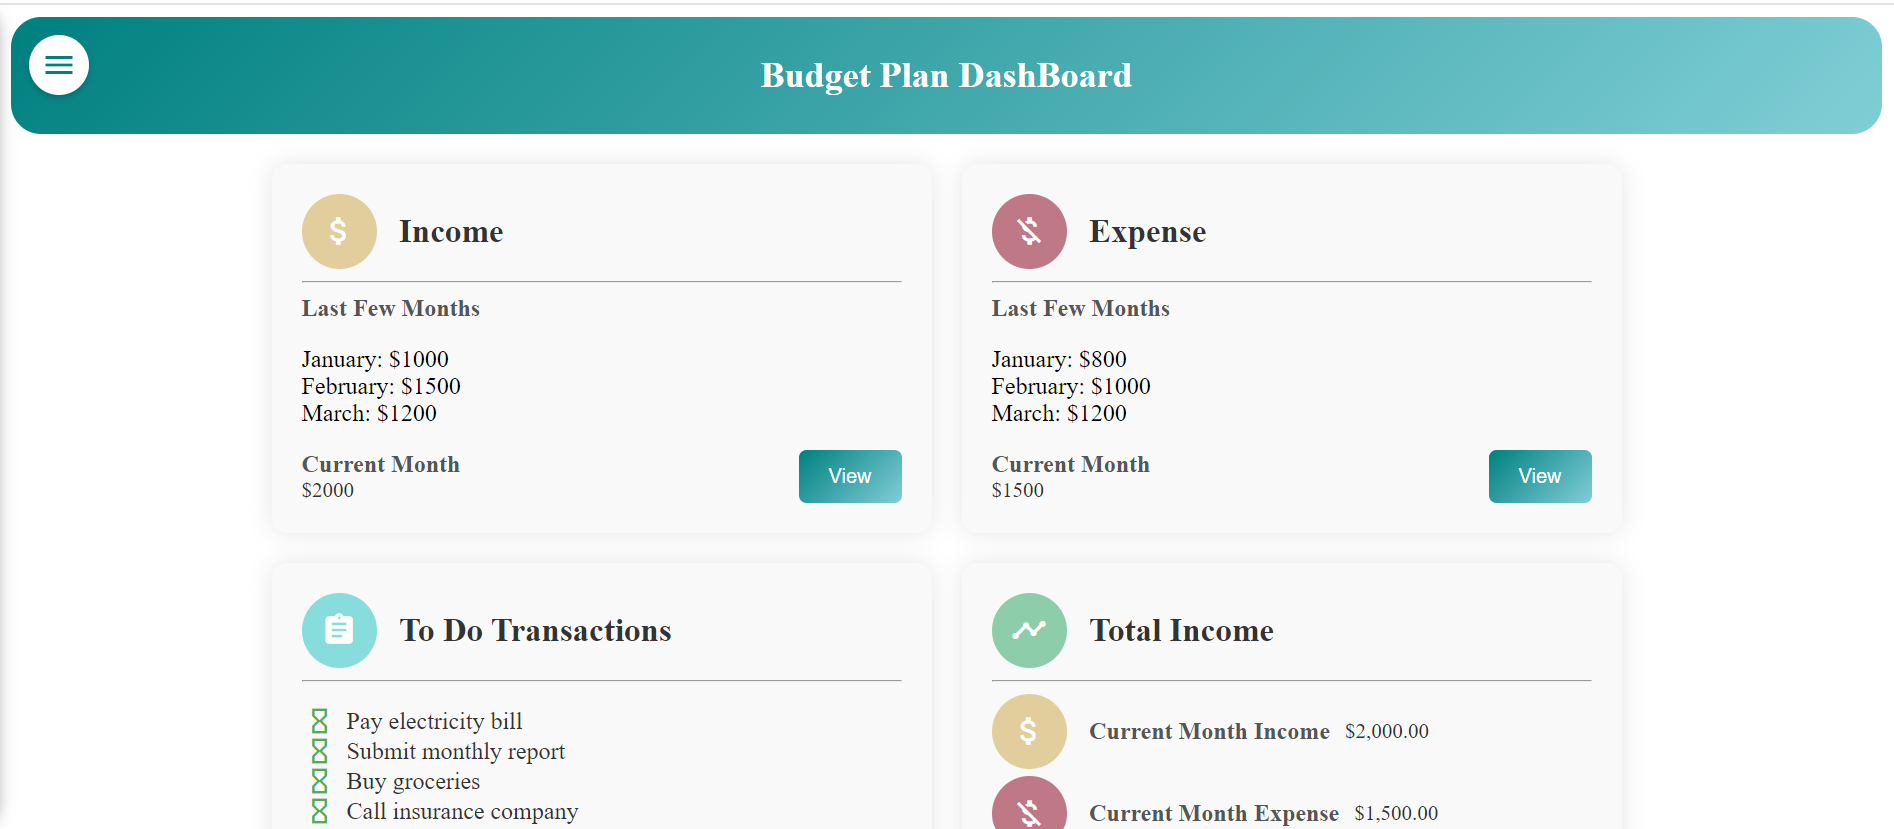 Budget Plan DashBoard
Income
Last Few Months
January: $1000
February: $1500
March: $1200
Current Month
$2000
View
Expense
Last Few Months
January: $800
February: $1000
March: $1200
Current Month
$1500
View
To Do Transactions
Pay electricity bill
Submit monthly report
Buy groceries
Call insurance company
Total Income
Current Month Income $2,000.00
Current Month Expense $1,500.00